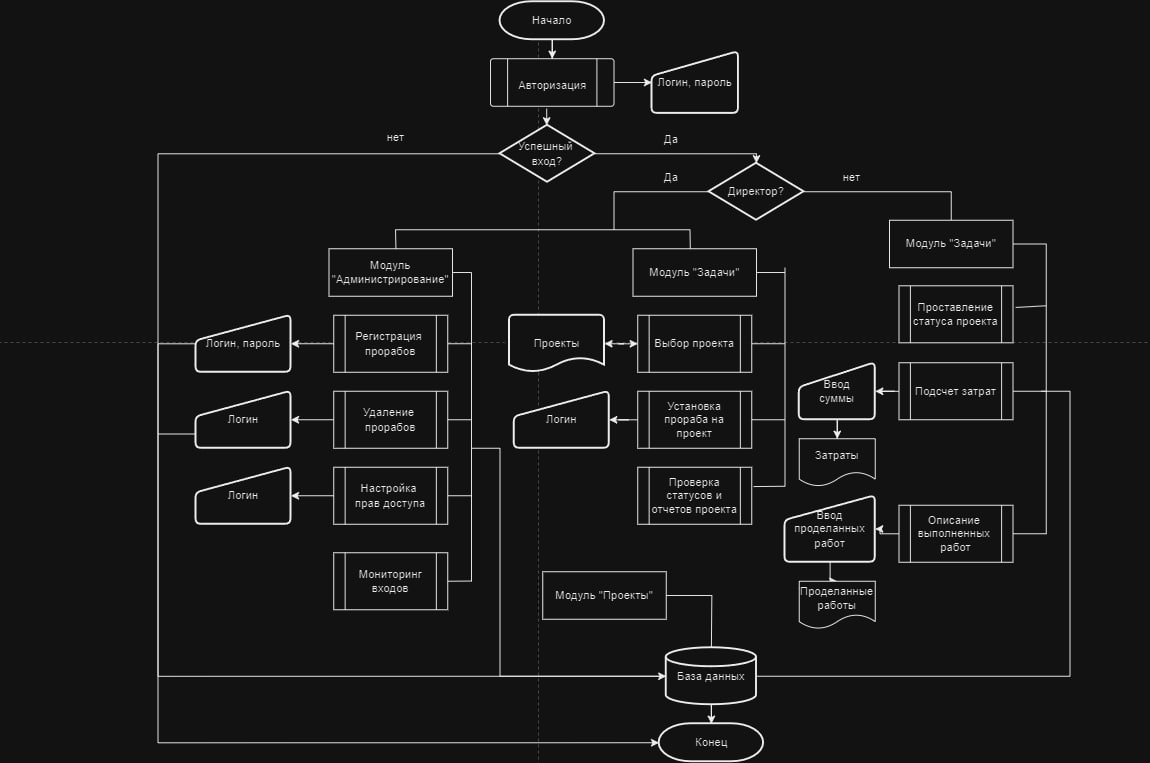 Начало
Авторизация
Логин, пароль
нет
Успешный
вход?
Да
Да
Директор?
нет
Модуль "Задачи"
Модуль
"Администрирование"
Модуль "Задачи"
Проставление
статуса проекта
Логин, пароль
Регистрация
прорабов
Проекты
Выбор проекта
Ввод
суммы
Подсчет затрат
Логин
Удаление
прорабов
Логин
Установка
прораба на
проект
Затраты
Логин
Настройка
прав доступа
Проверка
статусов и
отчетов проекта
Ввод
проделанных
работ
Описание
выполненных
работ
Мониторинг
входов
Модуль "Проекты"
Проделанные
работы
База данных
Конец